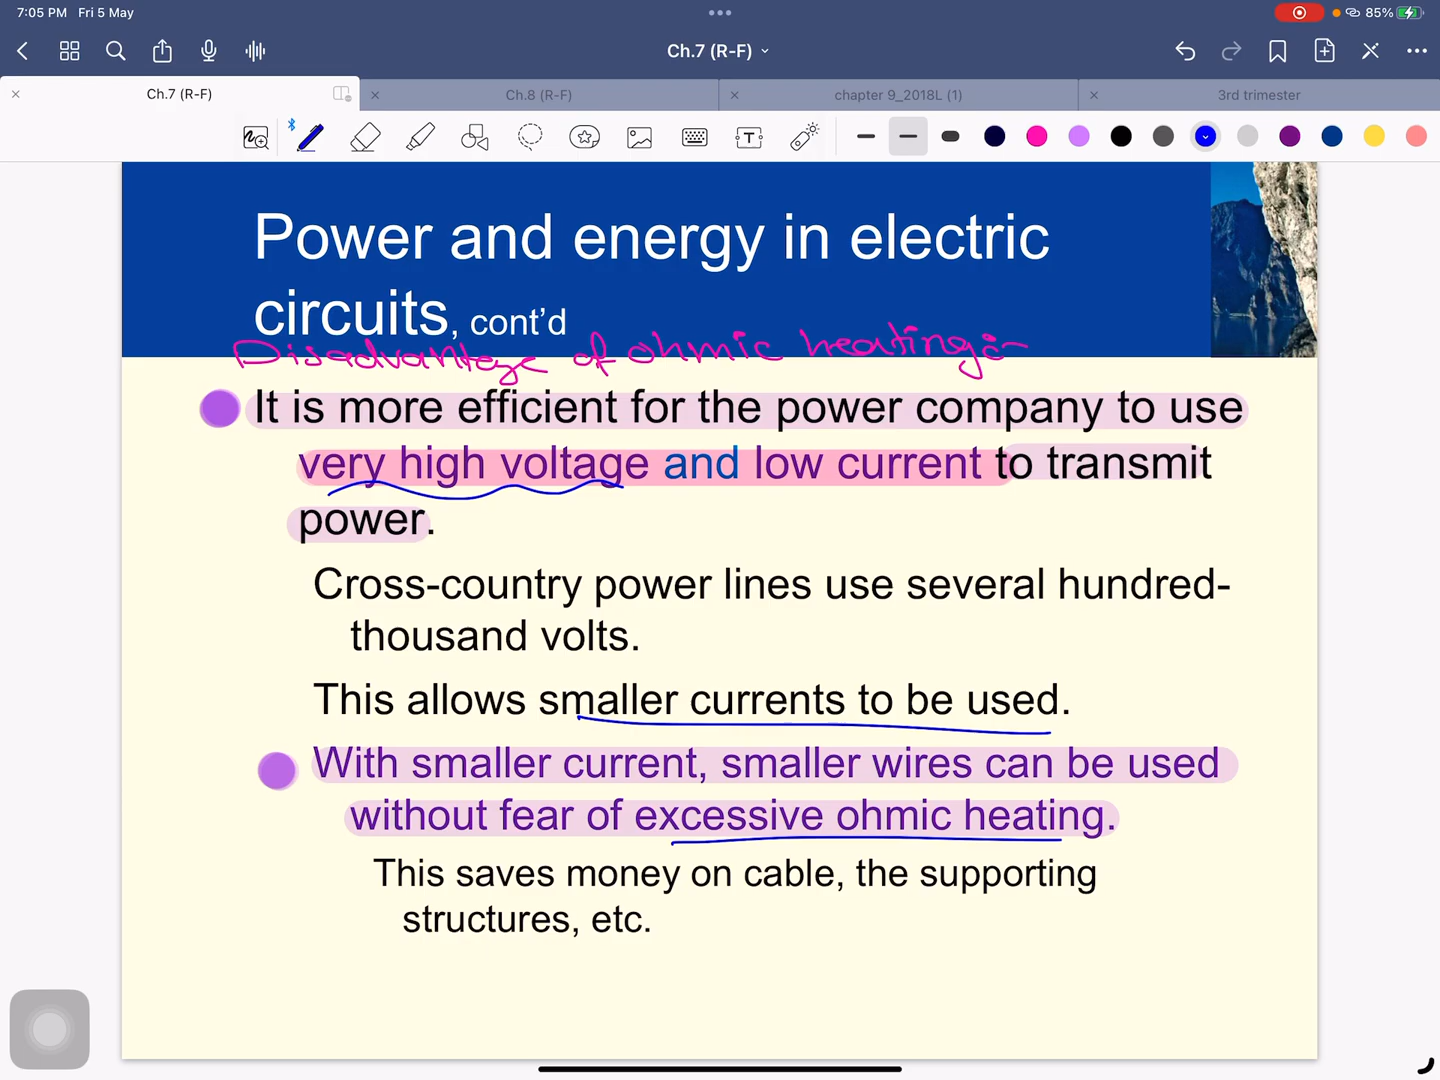 7:05 PM Fri 5 May
85%
Ch.7 (R-F)
Ch.7 (R-F)
Ch.8 (R-F)
chapter 9_2018L (1)
3rd trimester
Power and energy in electric
circuits, cont'd
Disadvantage of ohmic heating:-
It is more efficient for the power company to use
very high voltage and low current to transmit
power.
Cross-country power lines use several hundred-
thousand volts.
This allows smaller currents to be used.
With smaller current, smaller wires can be used
without fear of excessive ohmic heating.
This saves money on cable, the supporting
structures, etc.